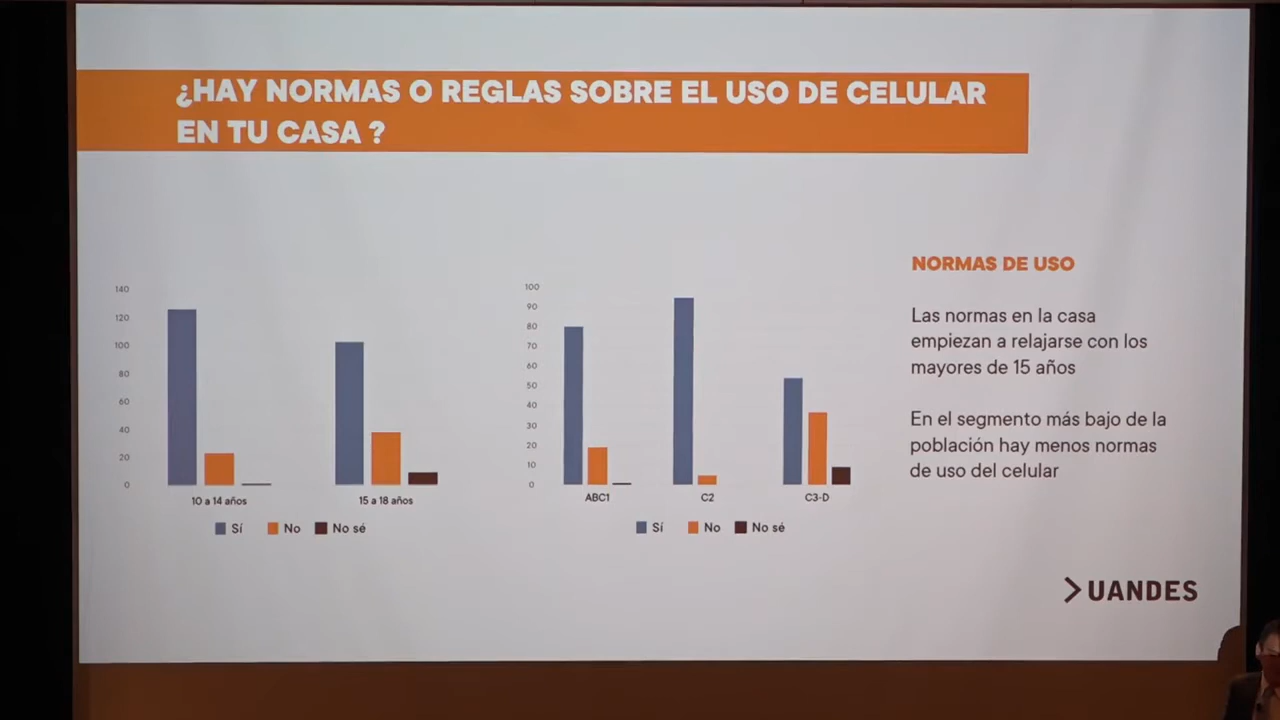 ¿HAY NORMAS O REGLAS SOBRE EL USO DE CELULAR
EN TU CASA ?
140
120
100
80
60
40
20
0
10 a 14 años
15 a 18 años
Sí
No
No sé
100
90
80
70
60
50
40
30
20
10
0
ABC1
C2
C3-D
Sí
No
No sé
NORMAS DE USO
Las normas en la casa
empiezan a relajarse con los
mayores de 15 años
En el segmento más bajo de la
población hay menos normas
de uso del celular
UANDES